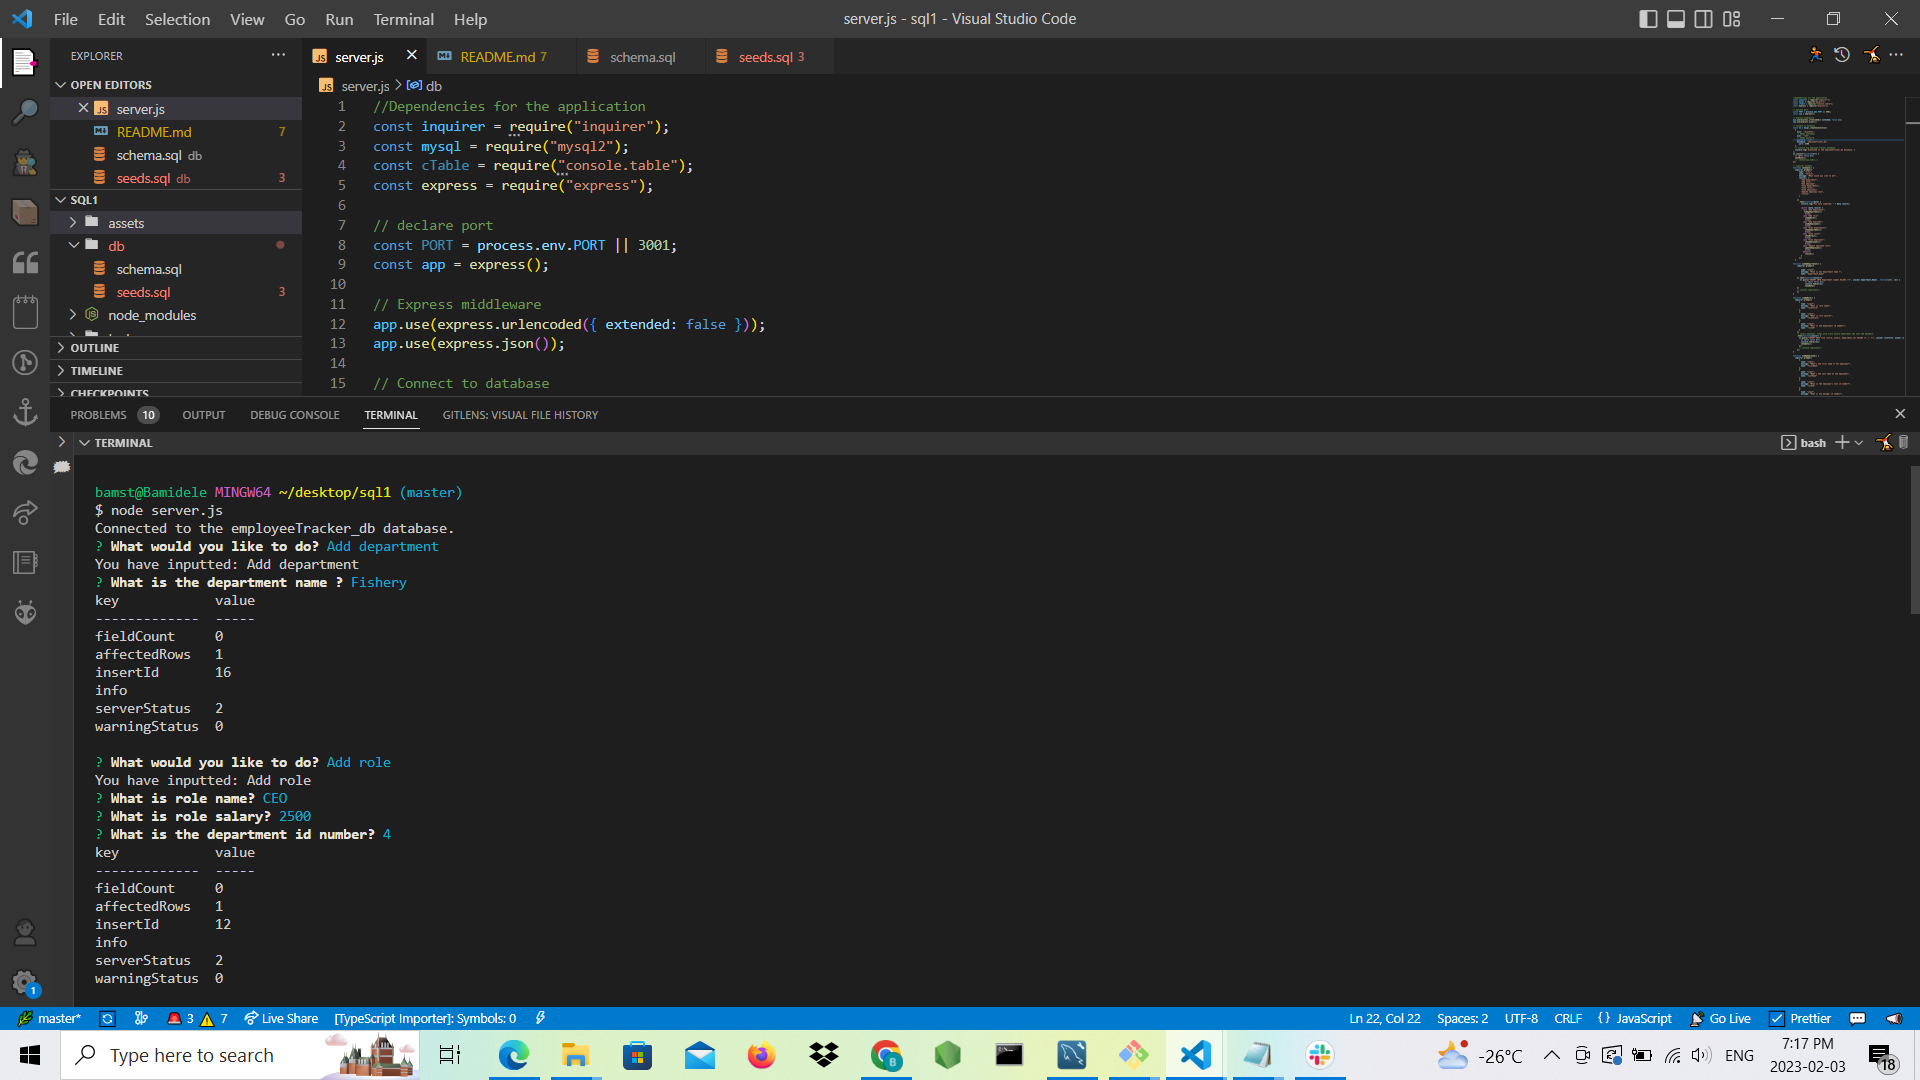 File Edit Selection View Go Run Terminal Help
server.js - sql1 - Visual Studio Code
EXPLORER
OPEN EDITORS
server.js
README.md 7
schema.sql db
seeds.sql db 3
SQL1
assets
db
schema.sql
seeds.sql 3
node_modules
OUTLINE
TIMELINE
CHECKPOINTS
server.js README.md 7 schema.sql seeds.sql 3
server.js > db
1 //Dependencies for the application
2 const inquirer = require("inquirer");
3 const mysql = require("mysql2");
4 const cTable = require("console.table");
5 const express = require("express");
6
7 // declare port
8 const PORT = process.env.PORT || 3001;
9 const app = express();
10
11 // Express middleware
12 app.use(express.urlencoded({ extended: false }));
13 app.use(express.json());
14
15 // Connect to database
PROBLEMS 10 OUTPUT DEBUG CONSOLE TERMINAL GITLENS: VISUAL FILE HISTORY
TERMINAL
bash
bamst@Bamidele MINGW64 ~/desktop/sql1 (master)
$ node server.js
Connected to the employeeTracker_db database.
? What would you like to do? Add department
You have inputted: Add department
? What is the department name ? Fishery
key value
------------- -----
fieldCount 0
affectedRows 1
insertId 16
info
serverStatus 2
warningStatus 0
? What would you like to do? Add role
You have inputted: Add role
? What is role name? CEO
? What is role salary? 2500
? What is the department id number? 4
key value
------------- -----
fieldCount 0
affectedRows 1
insertId 12
info
serverStatus 2
warningStatus 0
1
master* 3 7 Live Share [TypeScript Importer]: Symbols: 0
Ln 22, Col 22 Spaces: 2 UTF-8 CRLF {} JavaScript Go Live Prettier
Type here to search
-26°C ENG
7:17 PM
2023-02-03
18